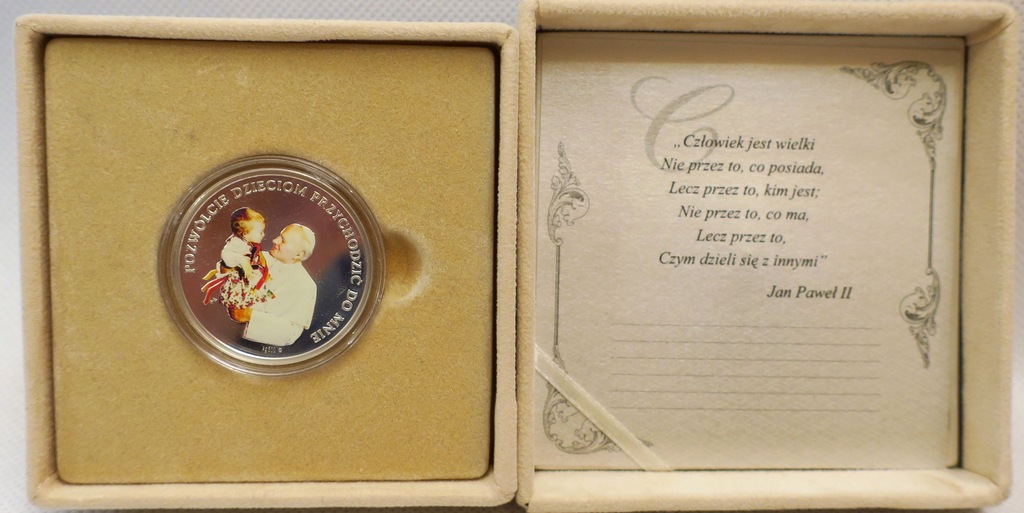 POZWÓLCIE DZIECIOM PRZYCHODZIĆ DO MNIE
„Człowiek jest wielki
Nie przez to, co posiada,
Lecz przez to, kim jest;
Nie przez to, co ma,
Lecz przez to,
Czym dzieli się z innymi”
Jan Paweł II